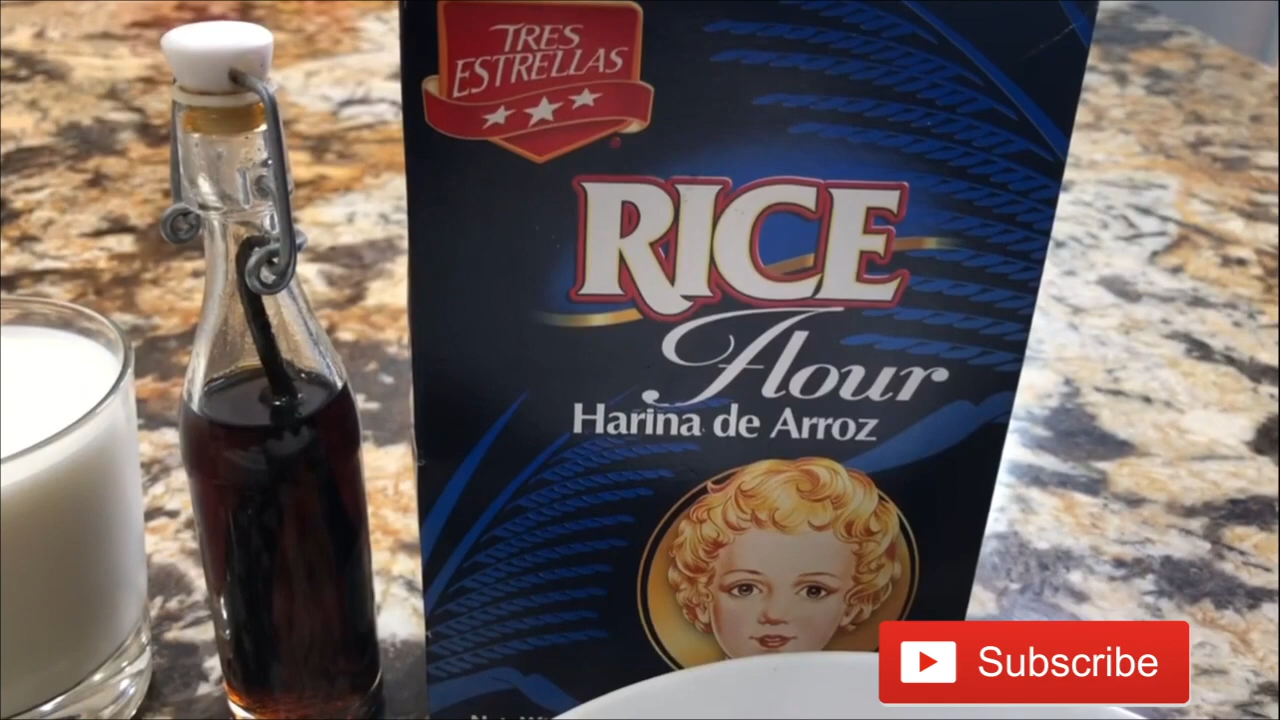 TRES
ESTRELLAS
RICE
Flour
Harina de Arroz
Subscribe